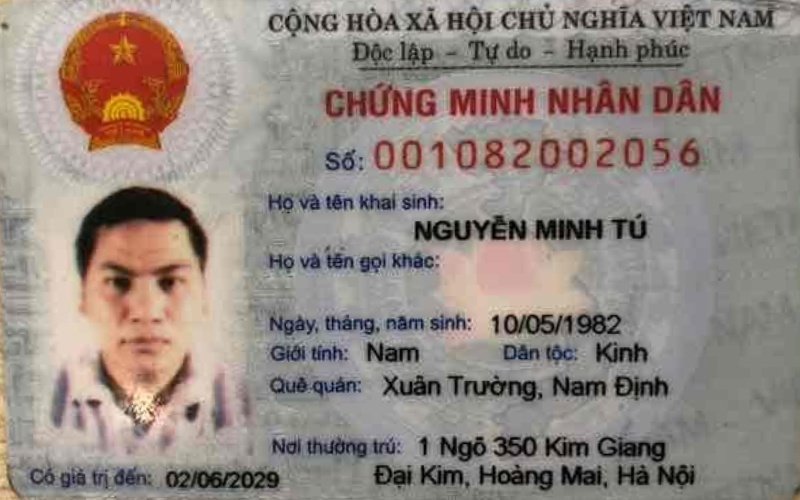 CỘNG HÒA XÃ HỘI CHỦ NGHĨA VIỆT NAM
Độc lập - Tự do - Hạnh phúc
CHỨNG MINH NHÂN DÂN
Số: 001082002056
Họ và tên khai sinh:
NGUYỄN MINH TÚ
Họ và tên gọi khác:
Ngày, tháng, năm sinh: 10/05/1982
Giới tính: Nam Dân tộc: Kinh
Quê quán: Xuân Trường, Nam Định
Nơi thường trú: 1 Ngõ 350 Kim Giang
Đại Kim, Hoàng Mai, Hà Nội
Có giá trị đến: 02/06/2029